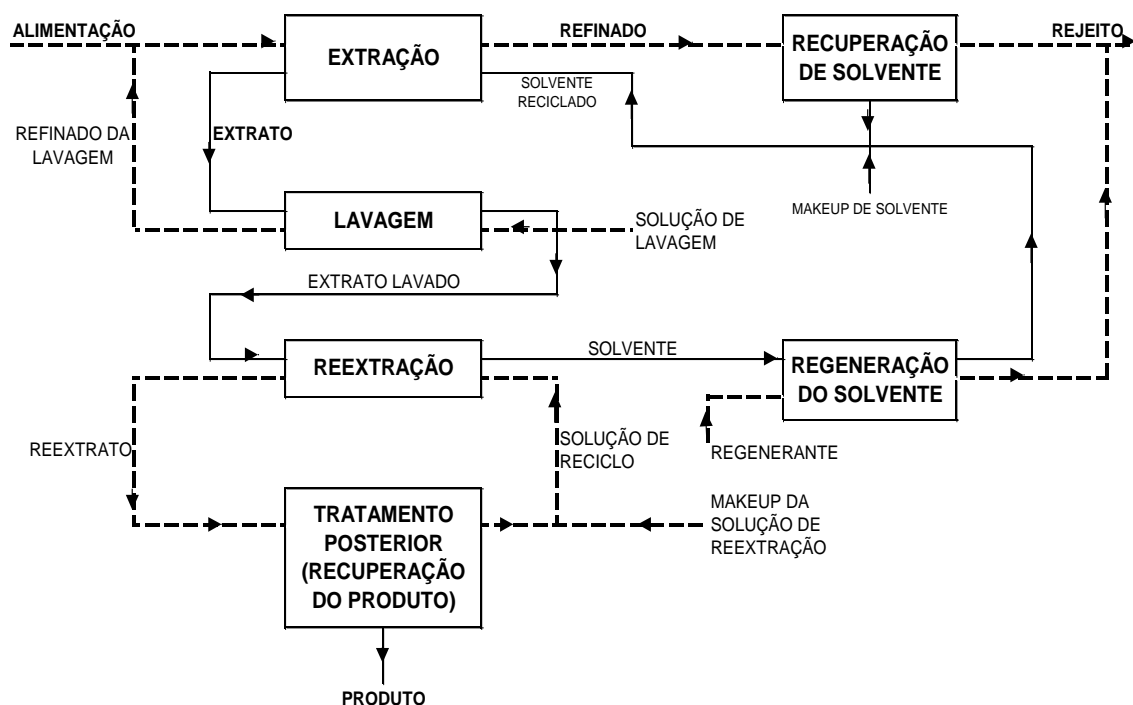 ALIMENTAÇÃO
EXTRAÇÃO
REFINADO
RECUPERAÇÃO
DE SOLVENTE
REJEITO
SOLVENTE
RECICLADO
REFINADO DA
LAVAGEM
EXTRATO
MAKEUP DE SOLVENTE
LAVAGEM
SOLUÇÃO DE
LAVAGEM
EXTRATO LAVADO
REEXTRAÇÃO
SOLVENTE
REGENERAÇÃO
DO SOLVENTE
REEXTRATO
SOLUÇÃO DE
RECICLO
REGENERANTE
TRATAMENTO
POSTERIOR
(RECUPERAÇÃO
DO PRODUTO)
MAKEUP DA
SOLUÇÃO DE
REEXTRAÇÃO
PRODUTO